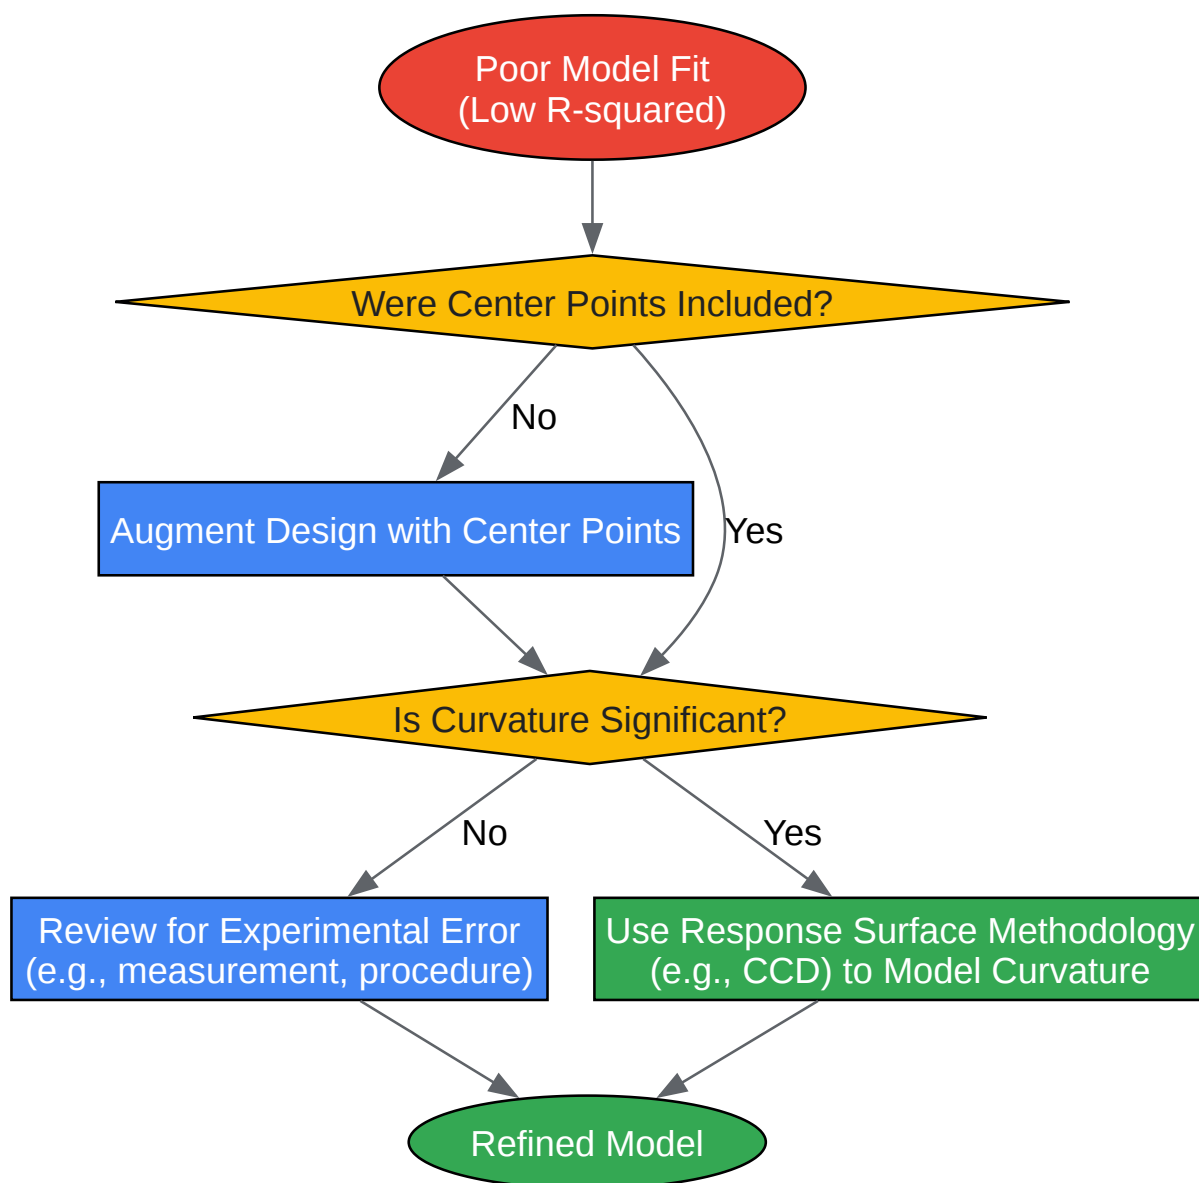 Poor Model Fit
(Low R-squared)
Were Center Points Included?
No
Augment Design with Center Points
Yes
Is Curvature Significant?
No
Yes
Review for Experimental Error
(e.g., measurement, procedure)
Use Response Surface Methodology
(e.g., CCD) to Model Curvature
Refined Model